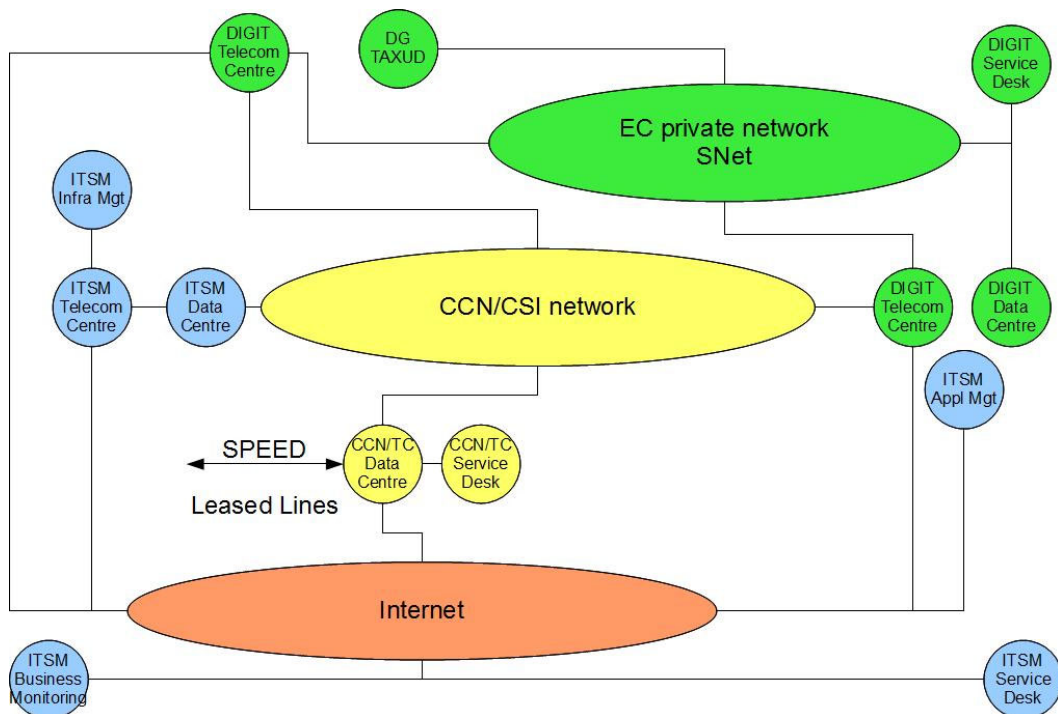 DIGIT
Telecom
Centre
DG
TAXUD
DIGIT
Service
Desk
EC private network
SNet
ITSM
Infra Mgt
ITSM
Telecom
Centre
ITSM
Data
Centre
CCN/CSI network
DIGIT
Telecom
Centre
DIGIT
Data
Centre
ITSM
Appl Mgt
SPEED
Leased Lines
CCN/TC
Data
Centre
CCN/TC
Service
Desk
Internet
ITSM
Business
Monitoring
ITSM
Service
Desk